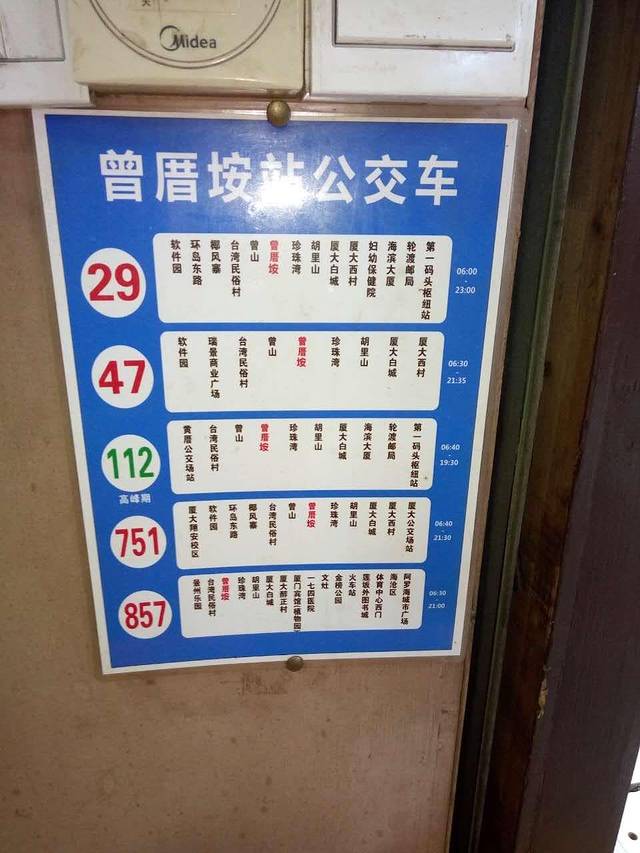 Midea
曾厝垵站公交车
29
软件园
环岛东路
椰风寨
台湾民俗村
曾山
曾厝垵
珍珠湾
胡里山
厦大白城
厦大西村
妇幼保健院
海滨大厦
轮渡邮局
第一码头枢纽站
06:00
-
23:00
47
软件园
瑞景商业广场
台湾民俗村
曾山
曾厝垵
珍珠湾
胡里山
厦大白城
厦大西村
06:30
-
21:35
112
高峰期
黄厝公交场站
台湾民俗村
曾山
曾厝垵
珍珠湾
胡里山
厦大白城
海滨大厦
轮渡邮局
第一码头枢纽站
06:40
-
19:30
751
厦大翔安校区
软件园
环岛东路
椰风寨
台湾民俗村
曾山
曾厝垵
珍珠湾
胡里山
厦大白城
厦大西村
厦大公交场站
06:40
-
21:30
857
景州乐园
台湾民俗村
曾厝垵
珍珠湾
胡里山
厦大白城
厦大醉正村
厦门宾馆(植物园)
一七四医院
文灶
金榜公园
火车站
莲坂外图书城
体育中心西门
海沧区
阿罗海城市广场
06:30
-
21:00